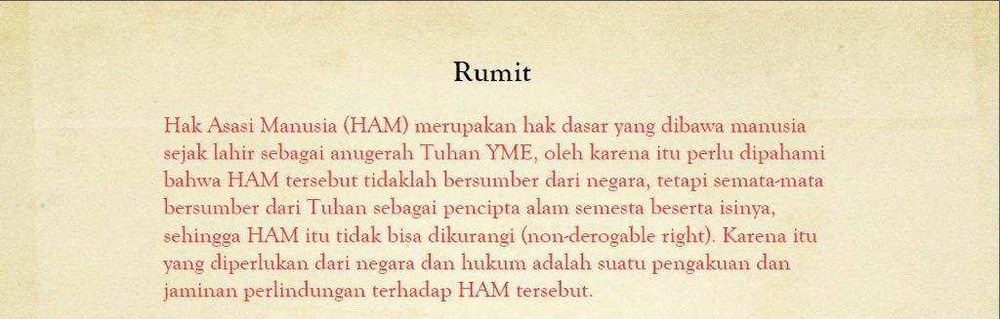 Rumit
Hak Asasi Manusia (HAM) merupakan hak dasar yang dibawa manusia
sejak lahir sebagai anugerah Tuhan YME, oleh karena itu perlu dipahami
bahwa HAM tersebut tidaklah bersumber dari negara, tetapi semata-mata
bersumber dari Tuhan sebagai pencipta alam semesta beserta isinya,
sehingga HAM itu tidak bisa dikurangi (non-derogable right). Karena itu
yang diperlukan dari negara dan hukum adalah suatu pengakuan dan
jaminan perlindungan terhadap HAM tersebut.